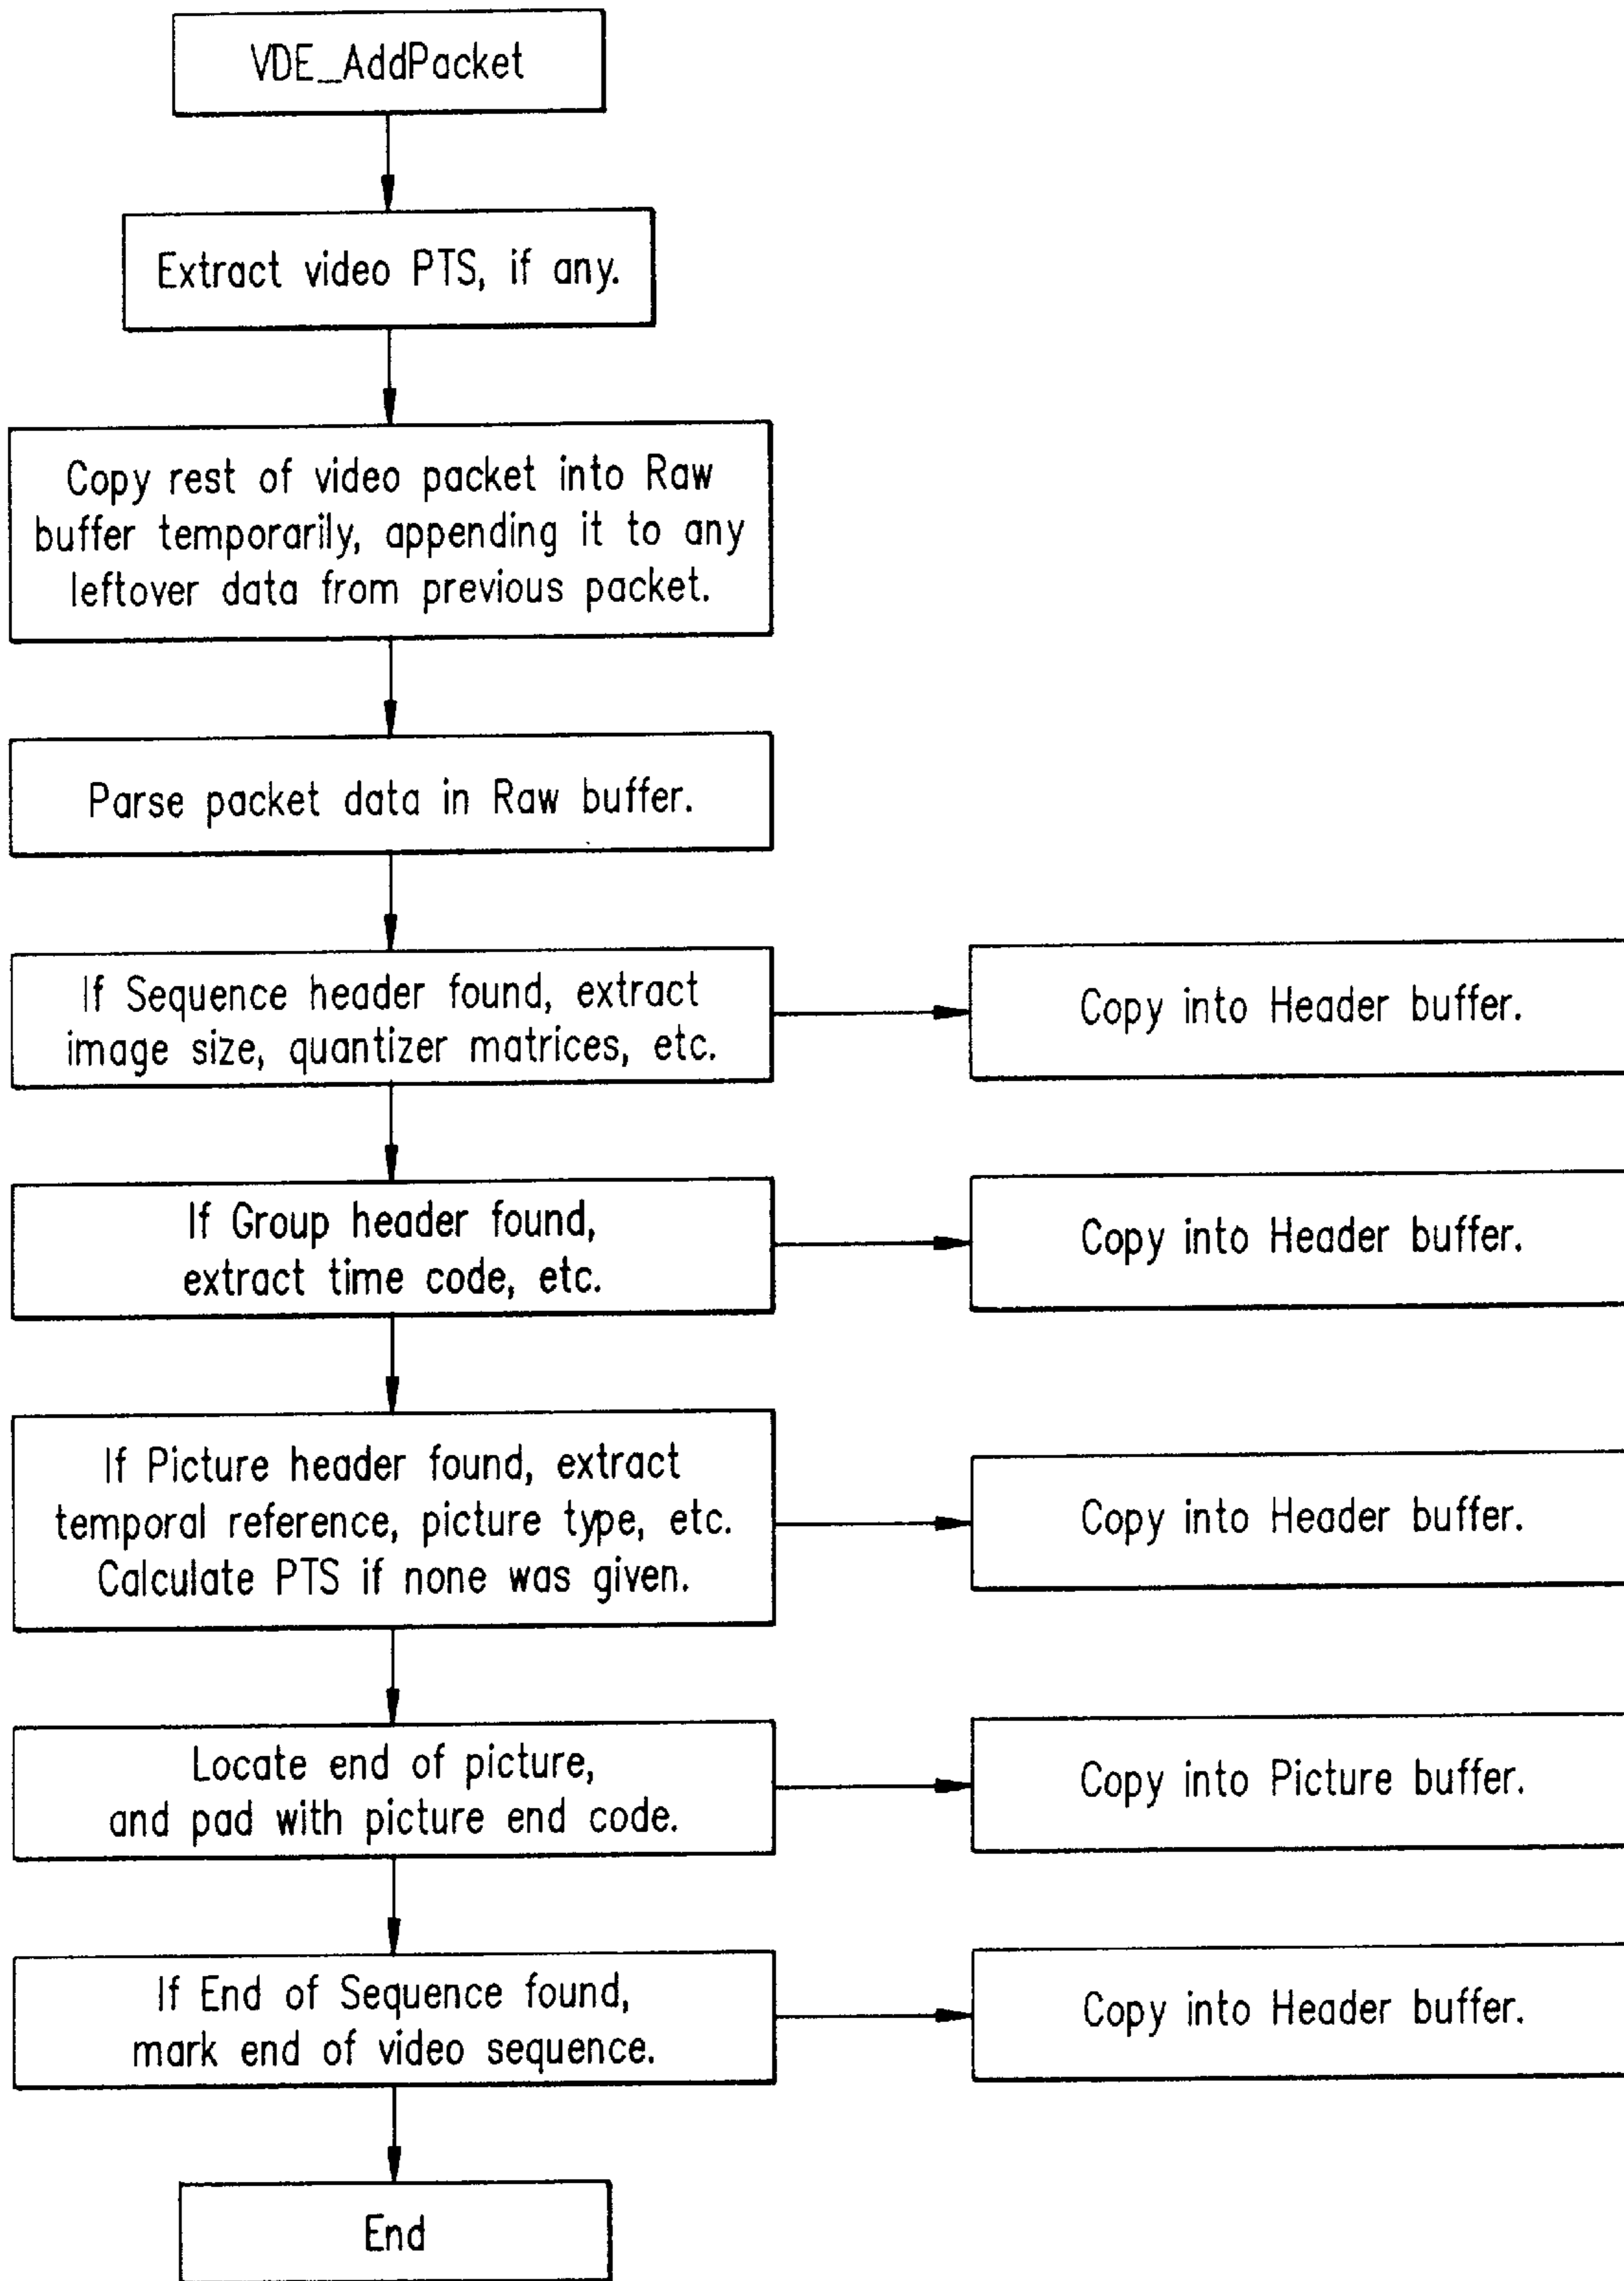 VDE_AddPacket
Extract video PTS, if any.
Copy rest of video packet into Raw
buffer temporarily, appending it to any
leftover data from previous packet.
Parse packet data in Raw buffer.
If Sequence header found, extract
image size, quantizer matrices, etc.
Copy into Header buffer.
If Group header found,
extract time code, etc.
Copy into Header buffer.
If Picture header found, extract
temporal reference, picture type, etc.
Calculate PTS if none was given.
Copy into Header buffer.
Locate end of picture,
and pad with picture end code.
Copy into Picture buffer.
If End of Sequence found,
mark end of video sequence.
Copy into Header buffer.
End